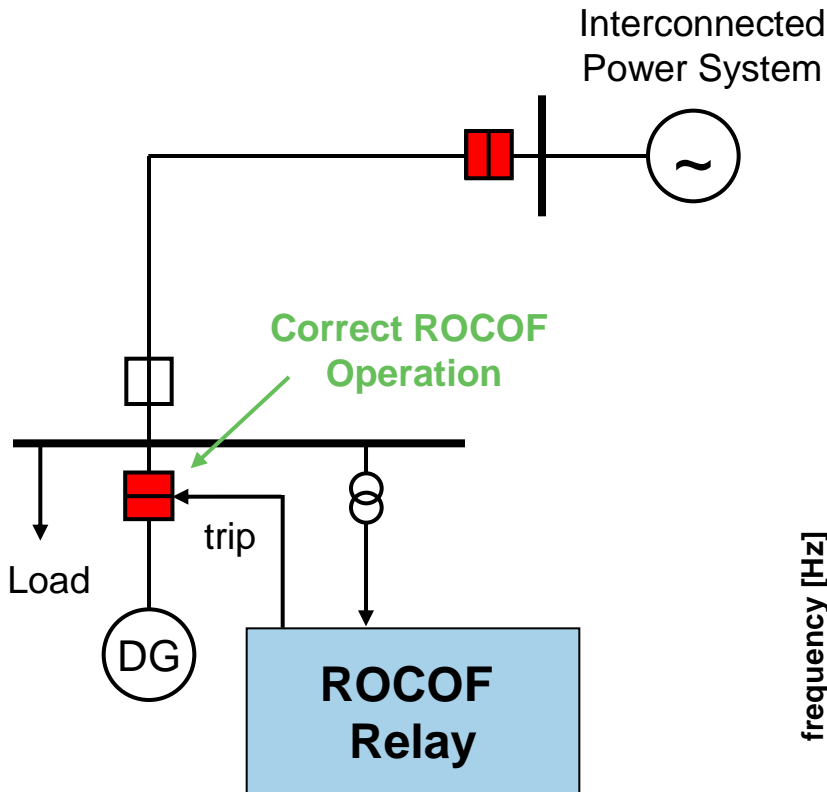 Interconnected
Power System
~
Correct ROCOF
Operation
trip
Load
DG
ROCOF
Relay
frequency [Hz]